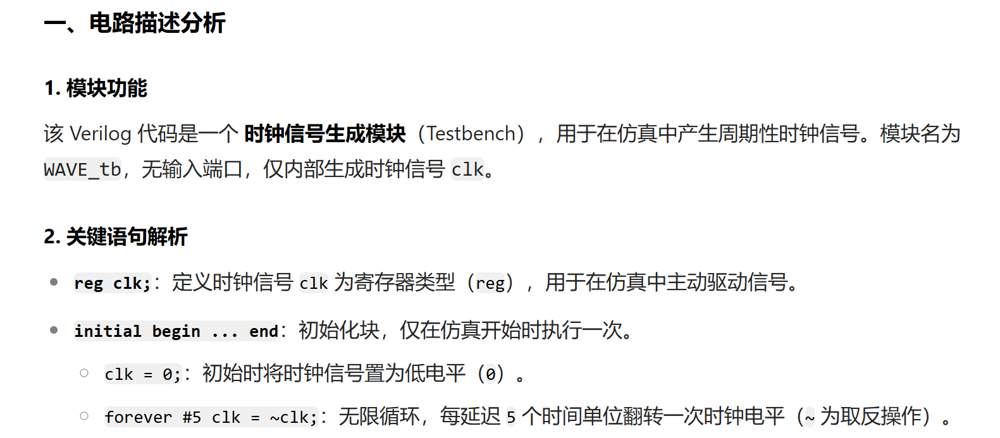 一、电路描述分析
1. 模块功能
该 Verilog 代码是一个 时钟信号生成模块（Testbench），用于在仿真中产生周期性时钟信号。模块名为
WAVE_tb，无输入端口，仅内部生成时钟信号 clk。
2. 关键语句解析
reg clk;：定义时钟信号 clk 为寄存器类型（reg），用于在仿真中主动驱动信号。
initial begin ... end：初始化块，仅在仿真开始时执行一次。
clk = 0;：初始时将时钟信号置为低电平（0）。
forever #5 clk = ~clk;：无限循环，每延迟 5 个时间单位翻转一次时钟电平（~ 为取反操作）。